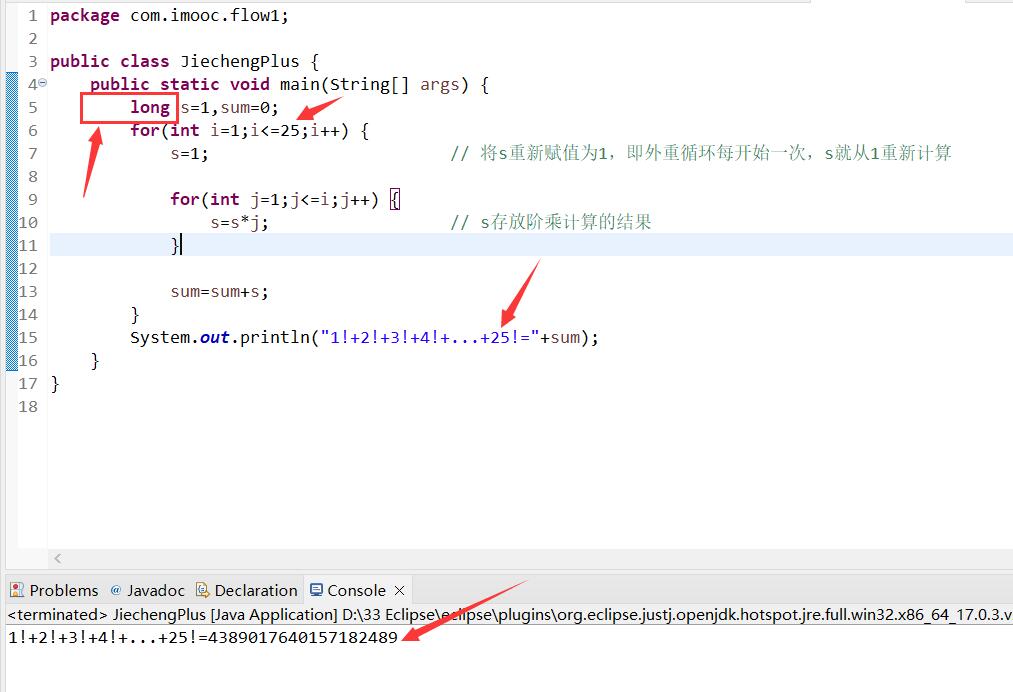 1 package com.imooc.flow1;
2
3 public class JiechengPlus {
4 public static void main(String[] args) {
5 long s=1,sum=0;
6 for(int i=1;i<=25;i++) {
7 s=1; // 将s重新赋值为1，即外重循环每开始一次，s就从1重新计算
8
9 for(int j=1;j<=i;j++) {
10 s=s*j; // s存放阶乘计算的结果
11 }
12
13 sum=sum+s;
14 }
15 System.out.println("1!+2!+3!+4!+...+25!="+sum);
16 }
17 }
18
Problems @ Javadoc Declaration Console
<terminated> JiechengPlus [Java Application] D:\33 Eclipse\eclipse\plugins\org.eclipse.justj.openjdk.hotspot.jre.full.win32.x86_64_17.0.3.v
1!+2!+3!+4!+...+25!=4389017640157182489